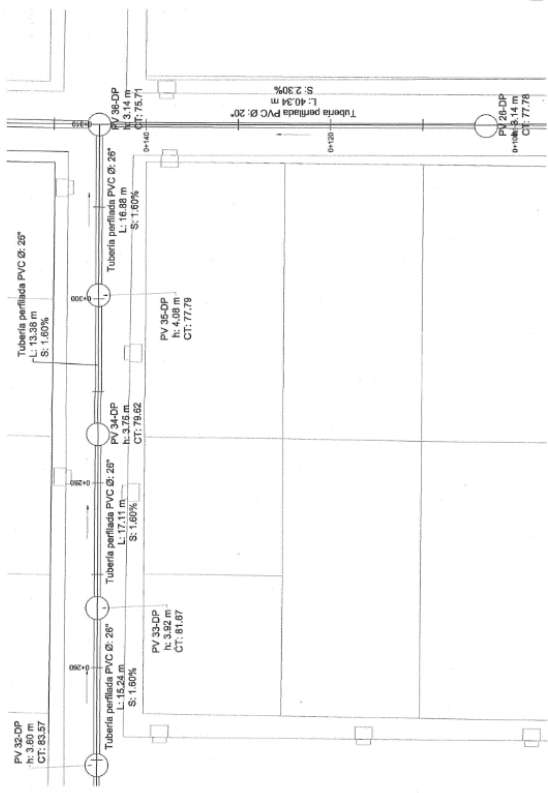 PV 36-DP
h: 3.14 m
CT: 75.71
Tubería perfilada PVC Ø: 20"
L: 40.34 m
S: 2.30%
0+140
0+120
PV 28-DP
h: 3.14 m
CT: 77.78
Tubería perfilada PVC Ø: 26"
L: 16.88 m
S: 1.60%
Tubería perfilada PVC Ø: 26"
L: 13.38 m
S: 1.60%
0+300
PV 35-DP
h: 4.08 m
CT: 77.79
PV 34-DP
h: 3.76 m
CT: 79.62
Tubería perfilada PVC Ø: 26"
L: 17.11 m
S: 1.60%
PV 33-DP
h: 3.92 m
CT: 81.67
Tubería perfilada PVC Ø: 26"
L: 15.24 m
S: 1.60%
0+260
PV 32-DP
h: 3.80 m
CT: 83.57